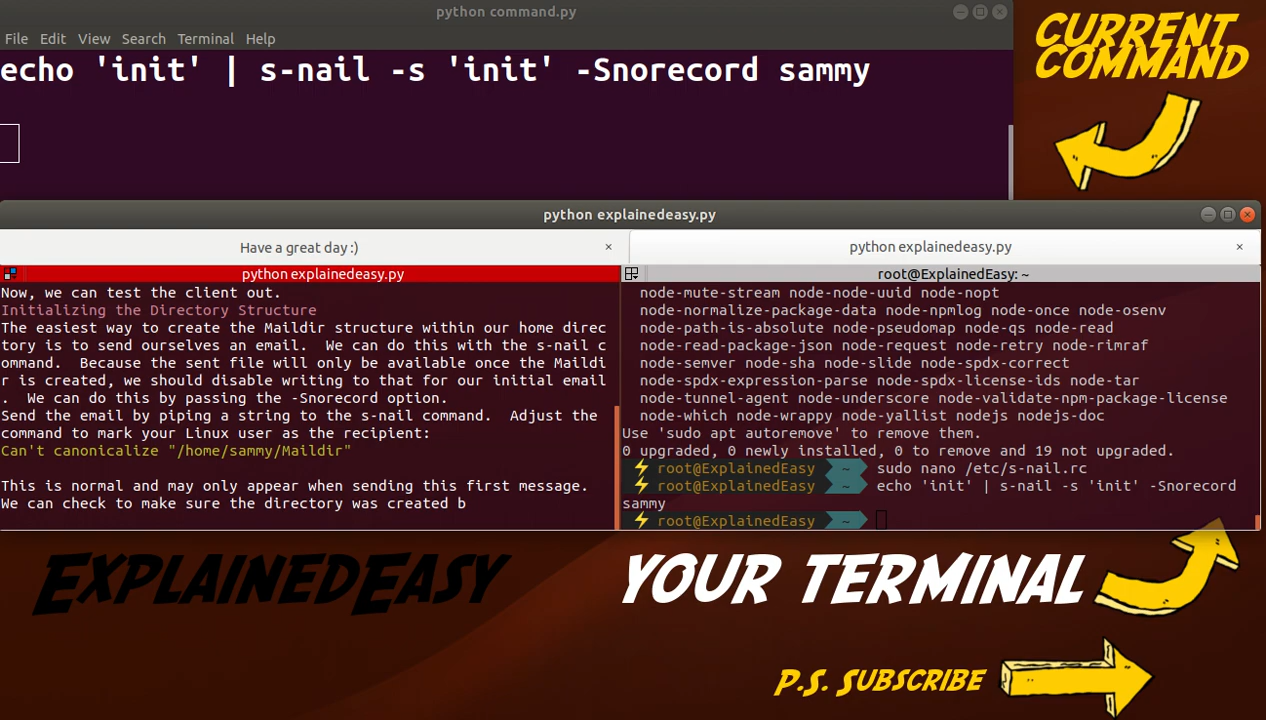 python command.py
File Edit View Search Terminal Help
echo 'init' | s-nail -s 'init' -Snorecord sammy
CURRENT
COMMAND
python explainedeasy.py
Have a great day :)
python explainedeasy.py
python explainedeasy.py
Now, we can test the client out.
Initializing the Directory Structure
The easiest way to create the Maildir structure within our home direc
tory is to send ourselves an email.  We can do this with the s-nail c
ommand.  Because the sent file will only be available once the Maildi
r is created, we should disable writing to that for our initial email
.  We can do this by passing the -Snorecord option.
Send the email by piping a string to the s-nail command.  Adjust the
command to mark your Linux user as the recipient:
Can't canonicalize "/home/sammy/Maildir"
This is normal and may only appear when sending this first message.
We can check to make sure the directory was created b
root@ExplainedEasy: ~
node-mute-stream node-node-uuid node-nopt
node-normalize-package-data node-npmlog node-once node-osenv
node-path-is-absolute node-pseudomap node-qs node-read
node-read-package-json node-request node-retry node-rimraf
node-semver node-sha node-slide node-spdx-correct
node-spdx-expression-parse node-spdx-license-ids node-tar
node-tunnel-agent node-underscore node-validate-npm-package-license
node-which node-wrappy node-yallist nodejs nodejs-doc
Use 'sudo apt autoremove' to remove them.
0 upgraded, 0 newly installed, 0 to remove and 19 not upgraded.
⚡ root@ExplainedEasy ~ sudo nano /etc/s-nail.rc
⚡ root@ExplainedEasy ~ echo 'init' | s-nail -s 'init' -Snorecord
sammy
⚡ root@ExplainedEasy ~
EXPLAINEDEASY
YOUR TERMINAL
P.S. SUBSCRIBE